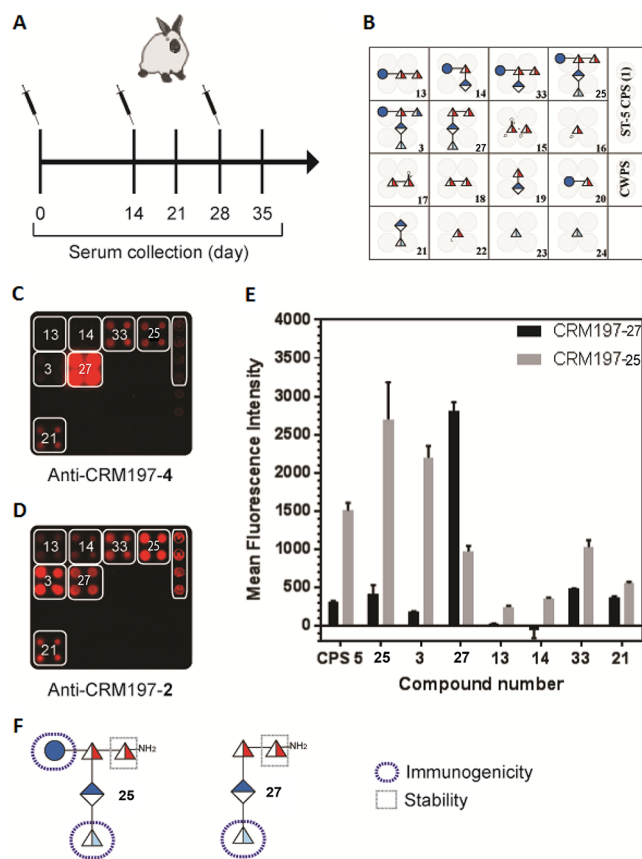 A
0 14 21 28 35
Serum collection (day)
B
13 14 33 25
3 27 15 16
17 18 19 20
21 22 23 24
ST-5 CPS (1)
CWPS
C
13 14 33 25
3 27
21
Anti-CRM197-4
D
13 14 33 25
3 27
21
Anti-CRM197-2
E
CRM197-27
CRM197-25
Mean Fluorescence Intensity
4000
3500
3000
2500
2000
1500
1000
500
0
CPS 5 25 3 27 13 14 33 21
Compound number
F
NH2
25
NH2
27
Immunogenicity
Stability